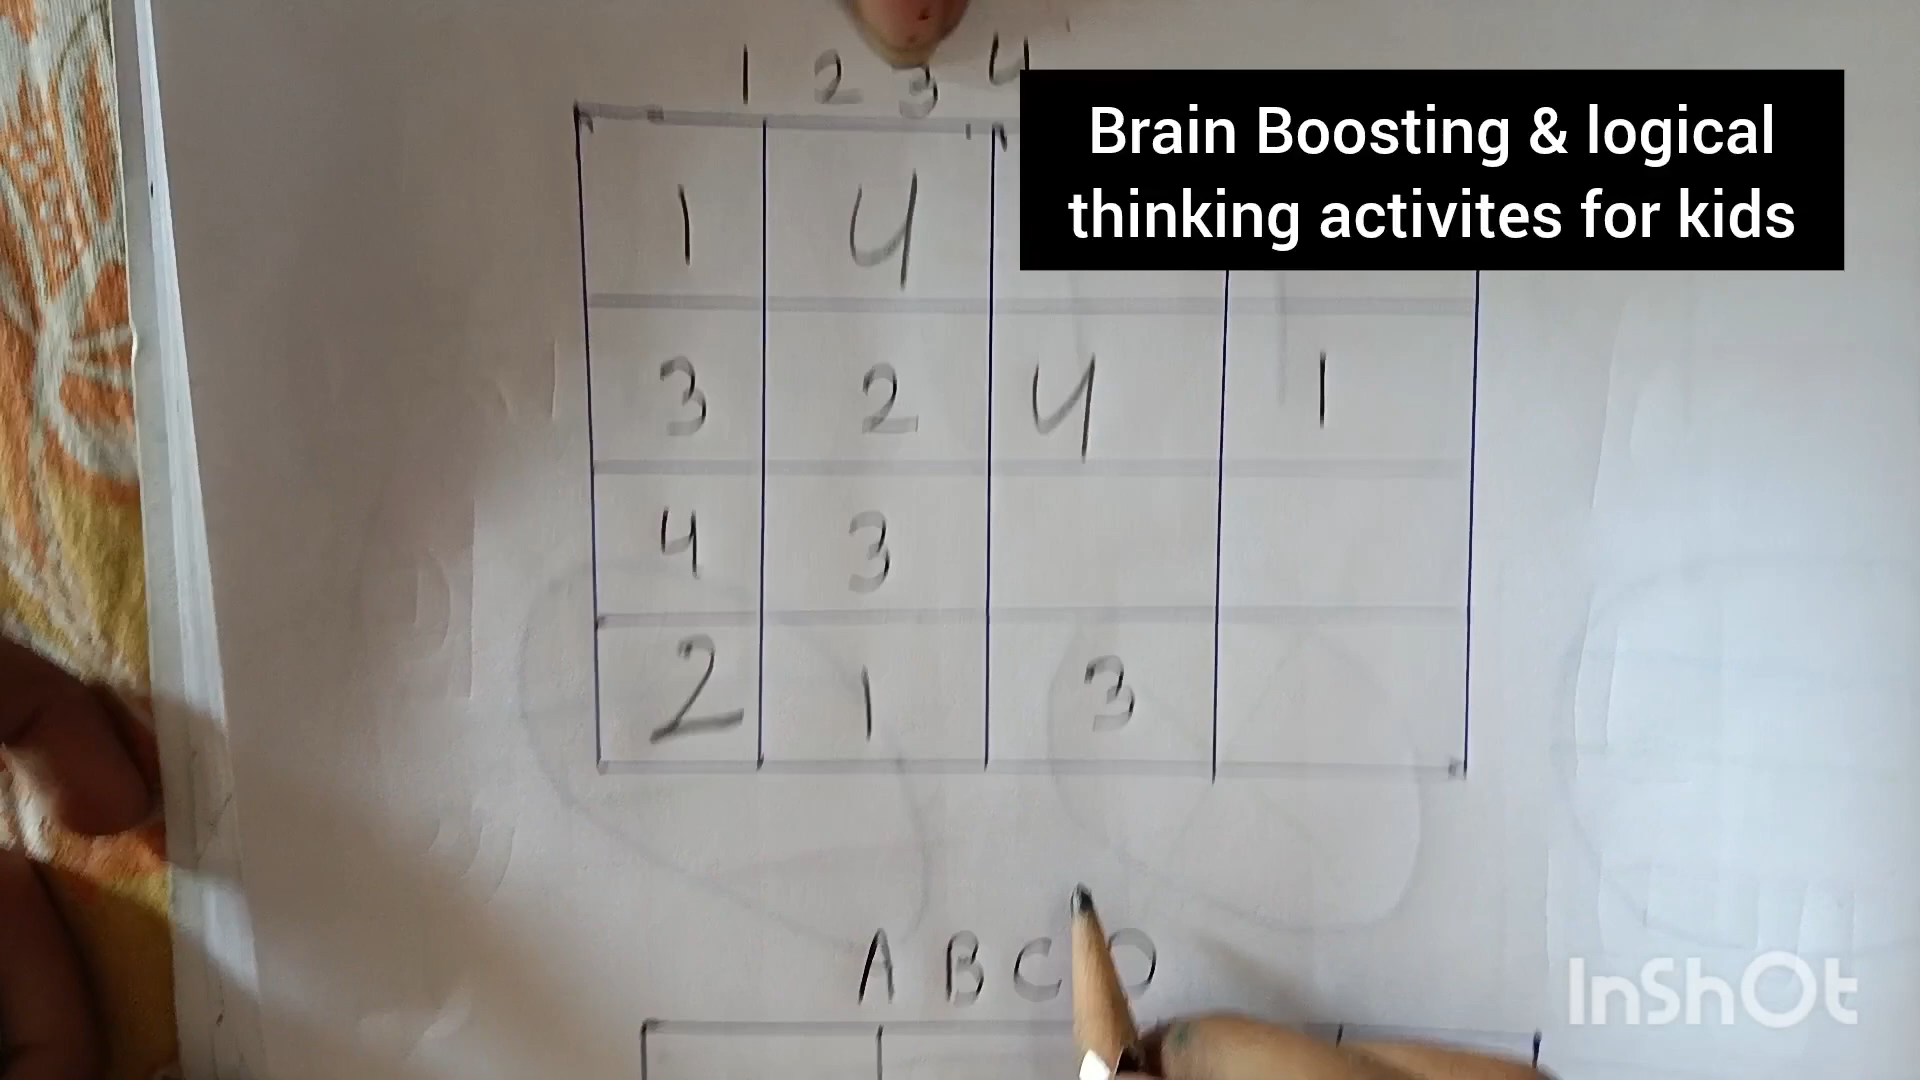 1 2 3 4
Brain Boosting & logical
thinking activites for kids
1 4
3 2 4 1
4 3
2 1 3
A B C D
InShOt